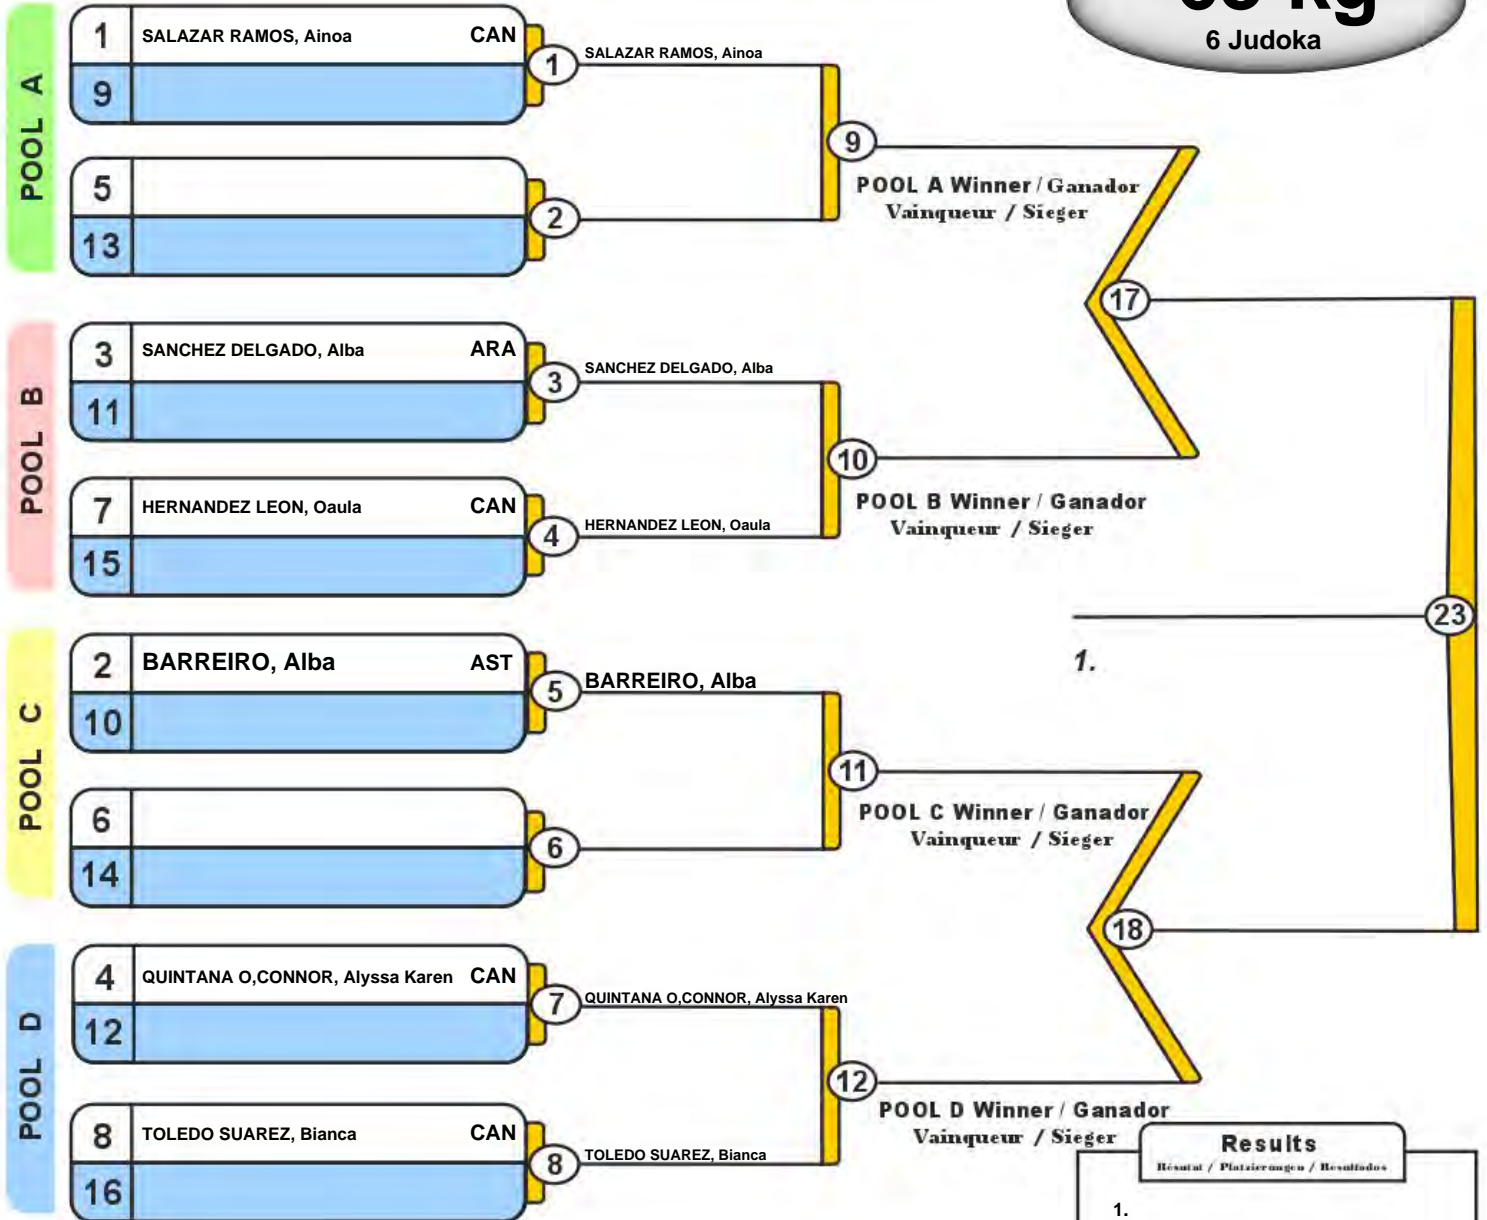 kg
6 Judoka
POOL A
1 SALAZAR RAMOS, Ainoa CAN
9
1 SALAZAR RAMOS, Ainoa
5
13
2
9
POOL A Winner / Ganador
Vainqueur / Sieger
POOL B
3 SANCHEZ DELGADO, Alba ARA
11
3 SANCHEZ DELGADO, Alba
7 HERNANDEZ LEON, Oaula CAN
15
4 HERNANDEZ LEON, Oaula
10
POOL B Winner / Ganador
Vainqueur / Sieger
17
POOL C
2 BARREIRO, Alba AST
10
5 BARREIRO, Alba
6
14
6
11
POOL C Winner / Ganador
Vainqueur / Sieger
POOL D
4 QUINTANA O,CONNOR, Alyssa Karen CAN
12
7 QUINTANA O,CONNOR, Alyssa Karen
8 TOLEDO SUAREZ, Bianca CAN
16
8 TOLEDO SUAREZ, Bianca
12
POOL D Winner / Ganador
Vainqueur / Sieger
18
23
1.
Results
Résutat / Platzierungen / Resultados
1.